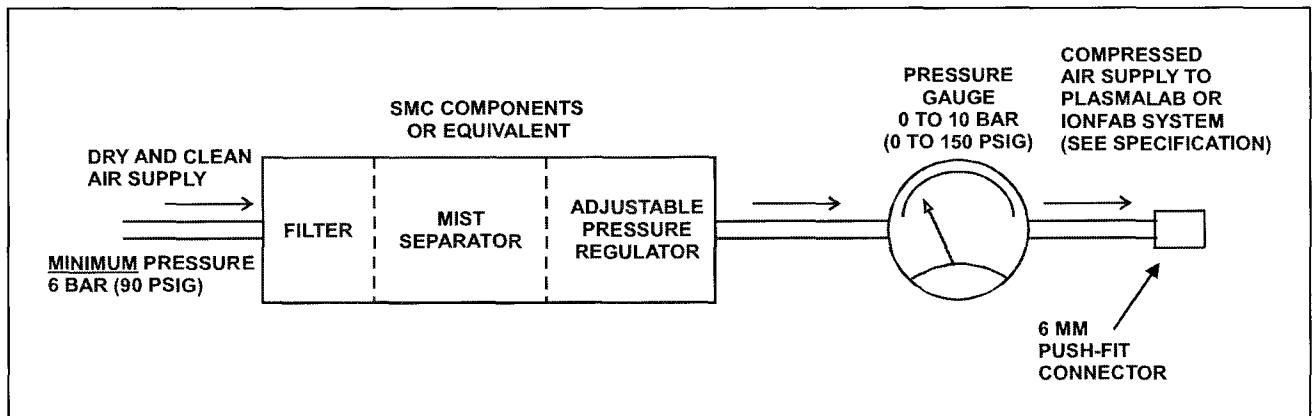 DRY AND CLEAN
AIR SUPPLY
MINIMUM PRESSURE
6 BAR (90 PSIG)
SMC COMPONENTS
OR EQUIVALENT
FILTER
MIST
SEPARATOR
ADJUSTABLE
PRESSURE
REGULATOR
PRESSURE
GAUGE
0 TO 10 BAR
(0 TO 150 PSIG)
COMPRESSED
AIR SUPPLY TO
PLASMALAB OR
IONFAB SYSTEM
(SEE SPECIFICATION)
6 MM
PUSH-FIT
CONNECTOR